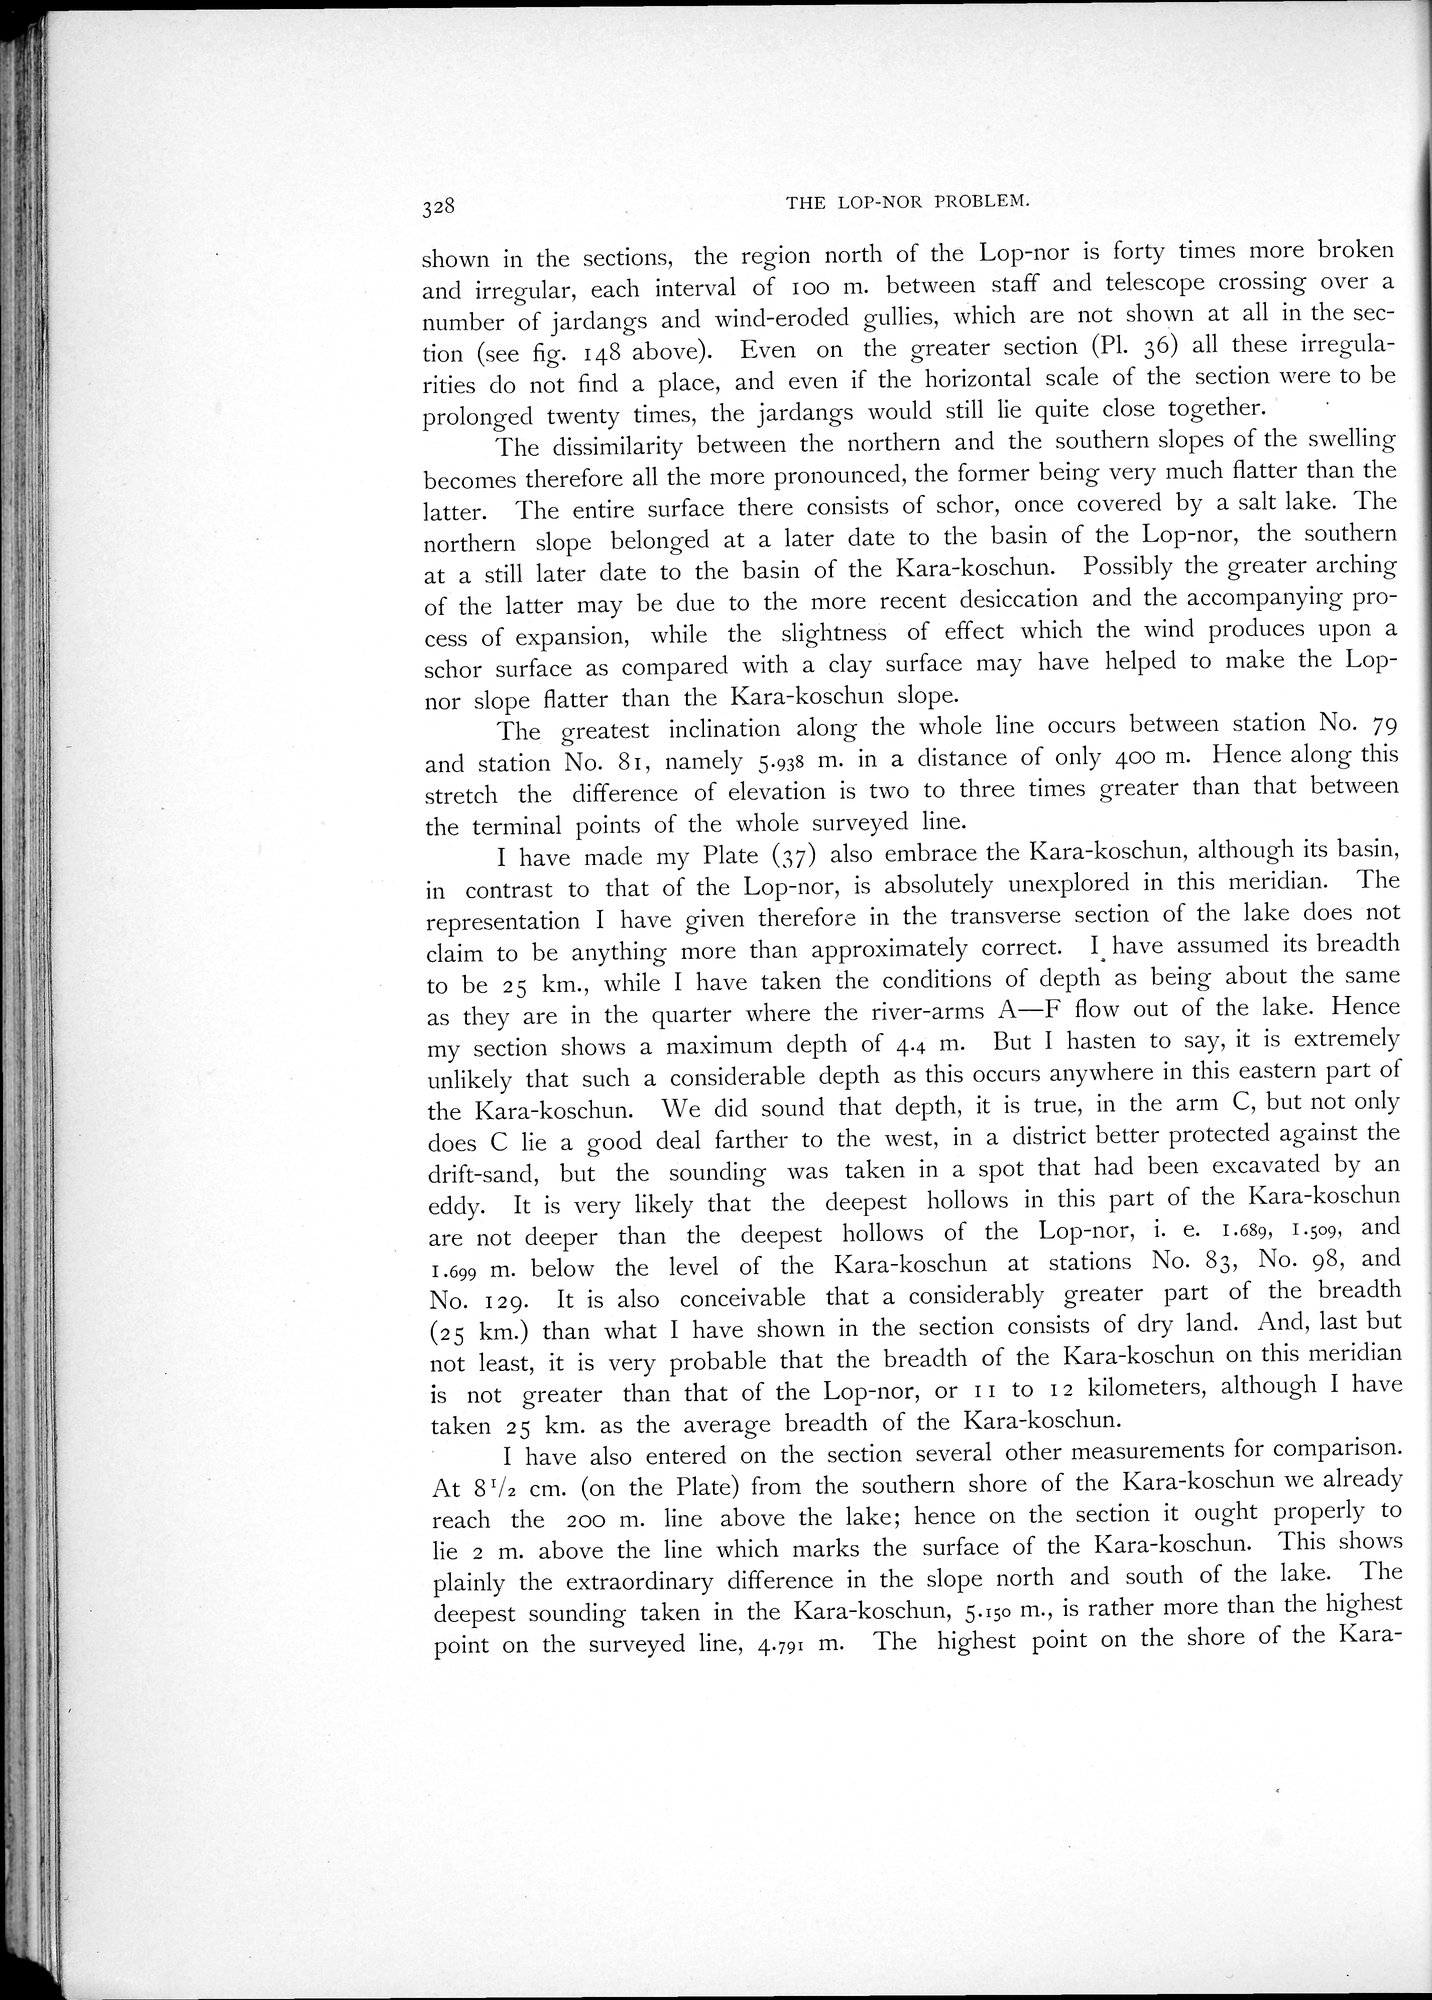 328
THE LOP-NOR PROBLEM.
shown in the sections, the region north of the Lop-nor is forty times more broken
and irregular, each interval of 100 m. between staff and telescope crossing over a
number of jardangs and wind-eroded gullies, which are not shown at all in the sec-
tion (see fig. 148 above). Even on the greater section (Pl. 36) all these irregula-
rities do not find a place, and even if the horizontal scale of the section were to be
prolonged twenty times, the jardangs would still lie quite close together.
The dissimilarity between the northern and the southern slopes of the swelling
becomes therefore all the more pronounced, the former being very much flatter than the
latter. The entire surface there consists of schor, once covered by a salt lake. The
northern slope belonged at a later date to the basin of the Lop-nor, the southern
at a still later date to the basin of the Kara-koschun. Possibly the greater arching
of the latter may be due to the more recent desiccation and the accompanying pro-
cess of expansion, while the slightness of effect which the wind produces upon a
schor surface as compared with a clay surface may have helped to make the Lop-
nor slope flatter than the Kara-koschun slope.
The greatest inclination along the whole line occurs between station No. 79
and station No. 81, namely 5.938 m. in a distance of only 400 m. Hence along this
stretch the difference of elevation is two to three times greater than that between
the terminal points of the whole surveyed line.
I have made my Plate (37) also embrace the Kara-koschun, although its basin,
in contrast to that of the Lop-nor, is absolutely unexplored in this meridian. The
representation I have given therefore in the transverse section of the lake does not
claim to be anything more than approximately correct. I have assumed its breadth
to be 25 km., while I have taken the conditions of depth as being about the same
as they are in the quarter where the river-arms A—F flow out of the lake. Hence
my section shows a maximum depth of 4.4 m. But I hasten to say, it is extremely
unlikely that such a considerable depth as this occurs anywhere in this eastern part of
the Kara-koschun. We did sound that depth, it is true, in the arm C, but not only
does C lie a good deal farther to the west, in a district better protected against the
drift-sand, but the sounding was taken in a spot that had been excavated by an
eddy. It is very likely that the deepest hollows in this part of the Kara-koschun
are not deeper than the deepest hollows of the Lop-nor, i. e. 1.689, 1.509, and
1.699 m. below the level of the Kara-koschun at stations No. 83, No. 98, and
No. 129. It is also conceivable that a considerably greater part of the breadth
(25 km.) than what I have shown in the section consists of dry land. And, last but
not least, it is very probable that the breadth of the Kara-koschun on this meridian
is not greater than that of the Lop-nor, or 11 to 12 kilometers, although I have
taken 25 km. as the average breadth of the Kara-koschun.
I have also entered on the section several other measurements for comparison.
At 8 1/2 cm. (on the Plate) from the southern shore of the Kara-koschun we already
reach the 200 m. line above the lake; hence on the section it ought properly to
lie 2 m. above the line which marks the surface of the Kara-koschun. This shows
plainly the extraordinary difference in the slope north and south of the lake. The
deepest sounding taken in the Kara-koschun, 5.150 m., is rather more than the highest
point on the surveyed line, 4.791 m. The highest point on the shore of the Kara-